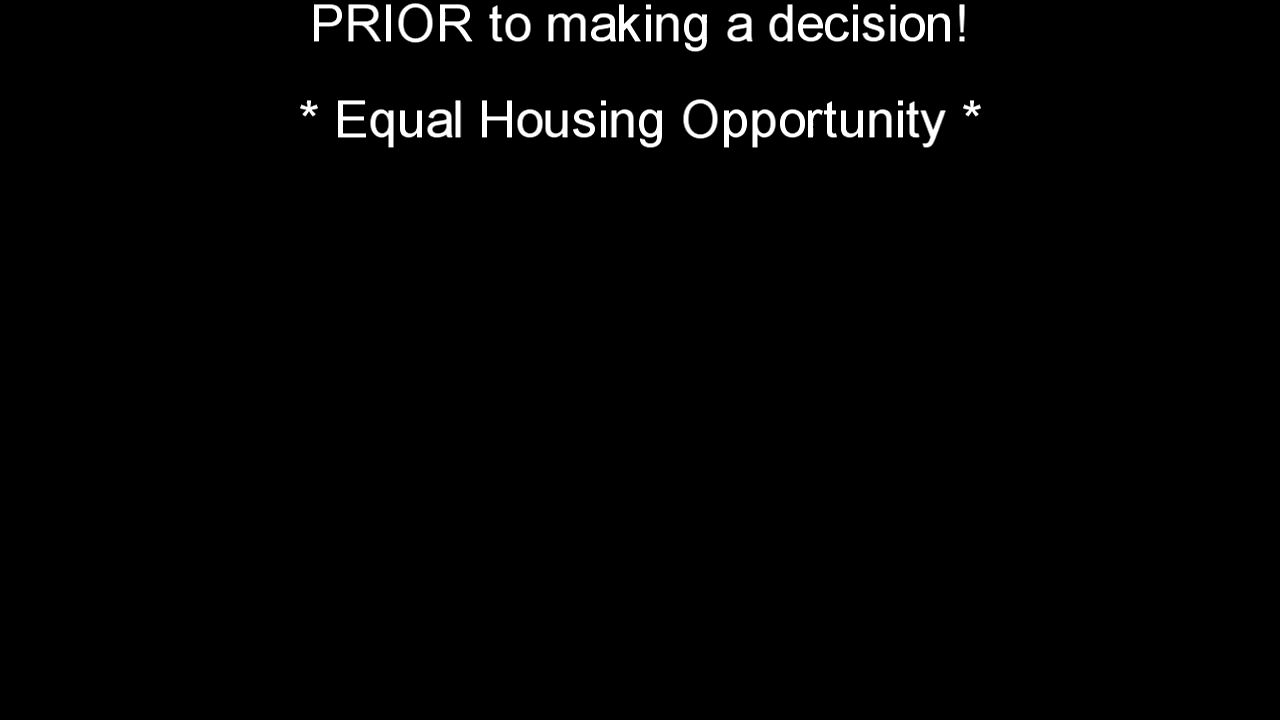 PRIOR to making a decision!
* Equal Housing Opportunity *